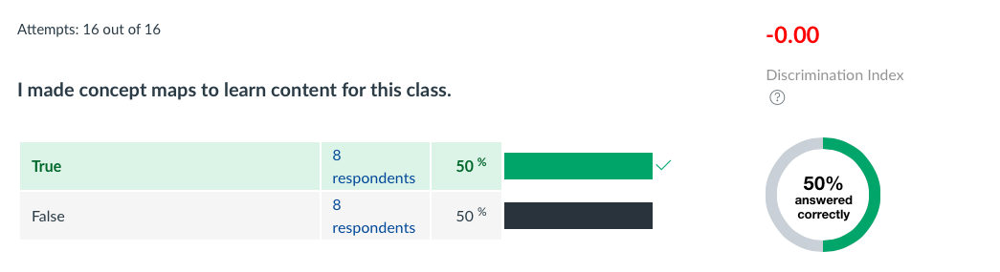 Attempts: 16 out of 16
-0.00
Discrimination Index
?
I made concept maps to learn content for this class.
True
8
respondents
50 %
False
8
respondents
50 %
50%
answered
correctly